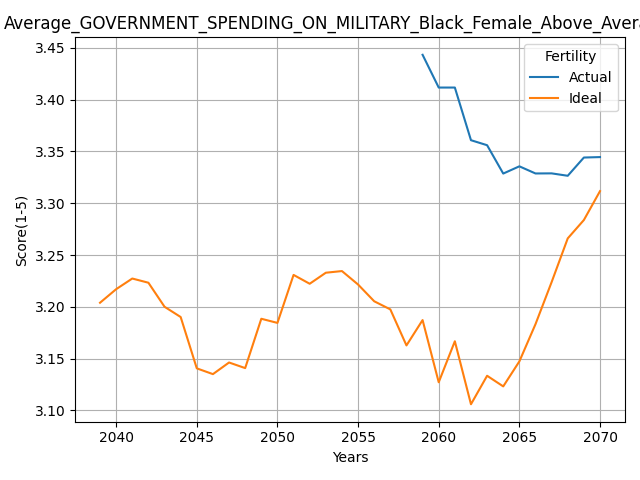 Average_GOVERNMENT_SPENDING_ON_MILITARY_Black_Female_Above_Avera
Fertility
Actual
Ideal
3.45
3.40
3.35
3.30
3.25
3.20
3.15
3.10
Score(1-5)
2040 2045 2050 2055 2060 2065 2070
Years